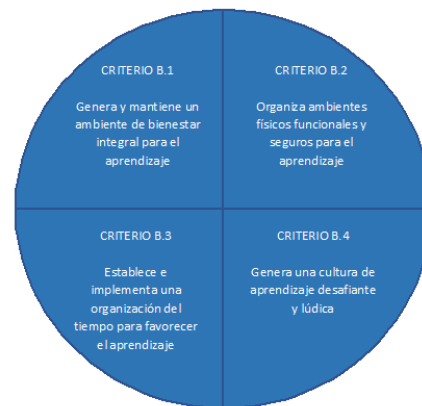 CRITERIO B.1
Genera y mantiene un
ambiente de bienestar
integral para el
aprendizaje
CRITERIO B.2
Organiza ambientes
físicos funcionales y
seguros para el
aprendizaje
CRITERIO B.3
Establece e
implementa una
organización del
tiempo para favorecer
el aprendizaje
CRITERIO B.4
Genera una cultura de
aprendizaje desafiante
y lúdica